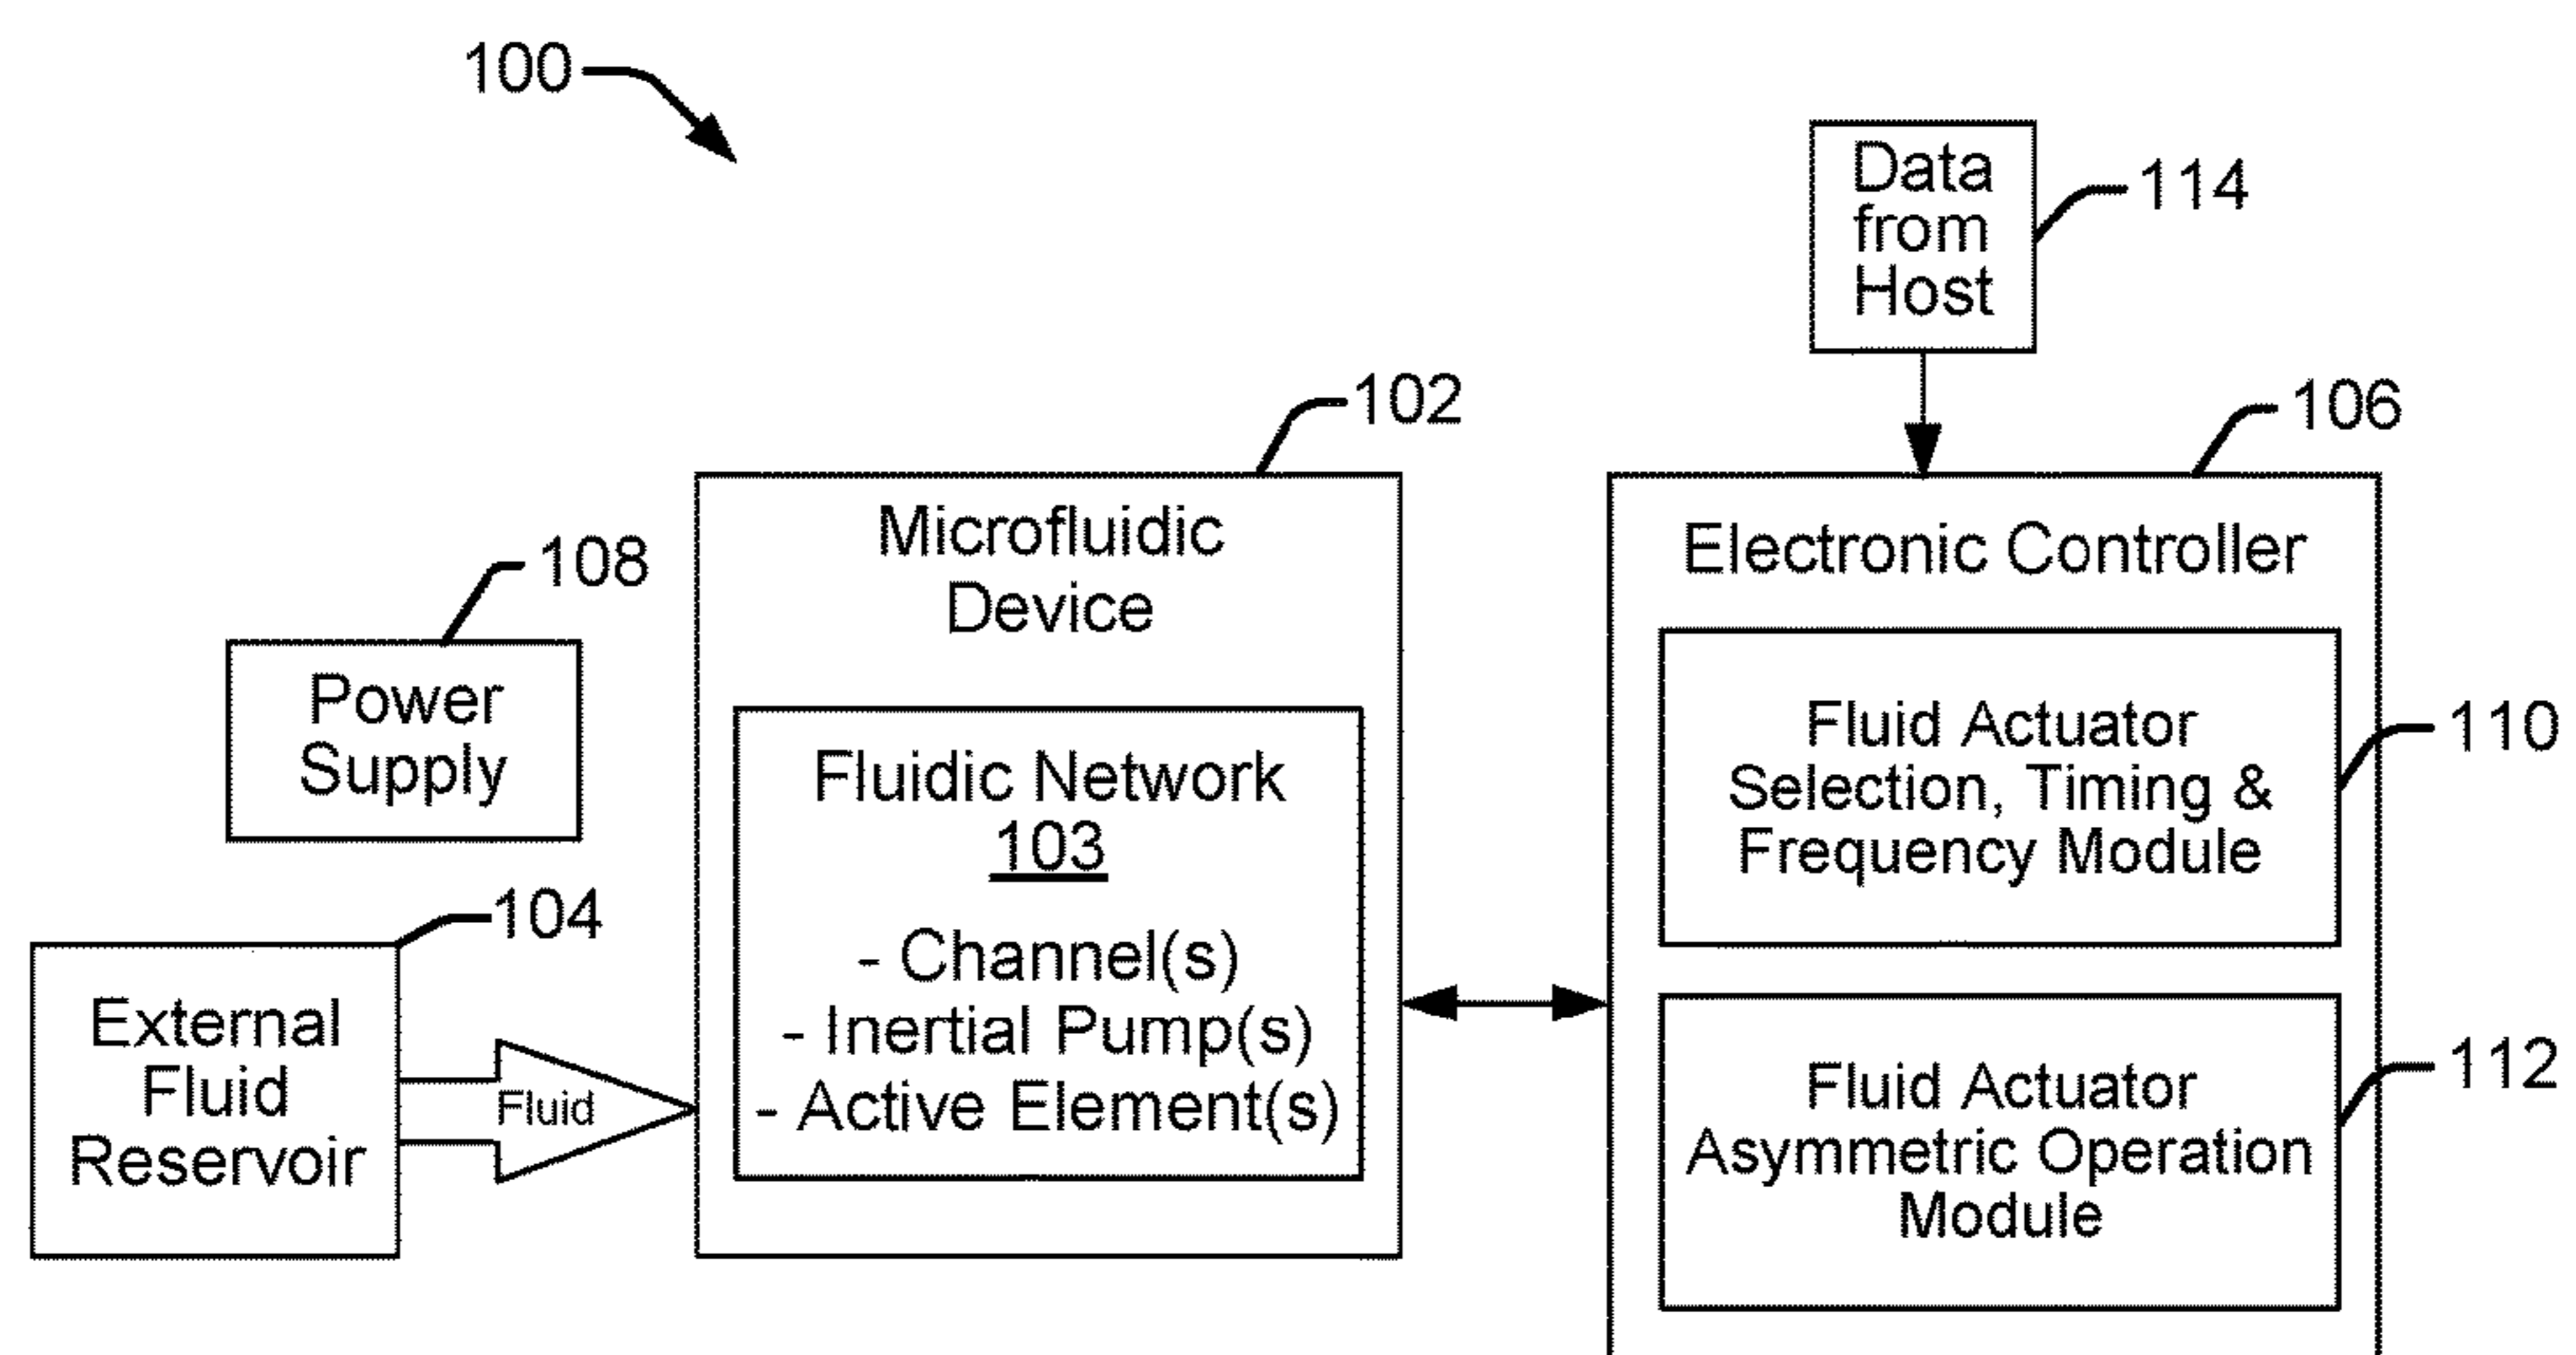 100
Data
from
Host
114
102
106
Microfluidic
Device
Electronic Controller
108
Power
Supply
Fluidic Network
103
- Channel(s)
- Inertial Pump(s)
- Active Element(s)
Fluid Actuator
Selection, Timing &
Frequency Module
110
104
External
Fluid
Reservoir
Fluid
Fluid Actuator
Asymmetric Operation
Module
112